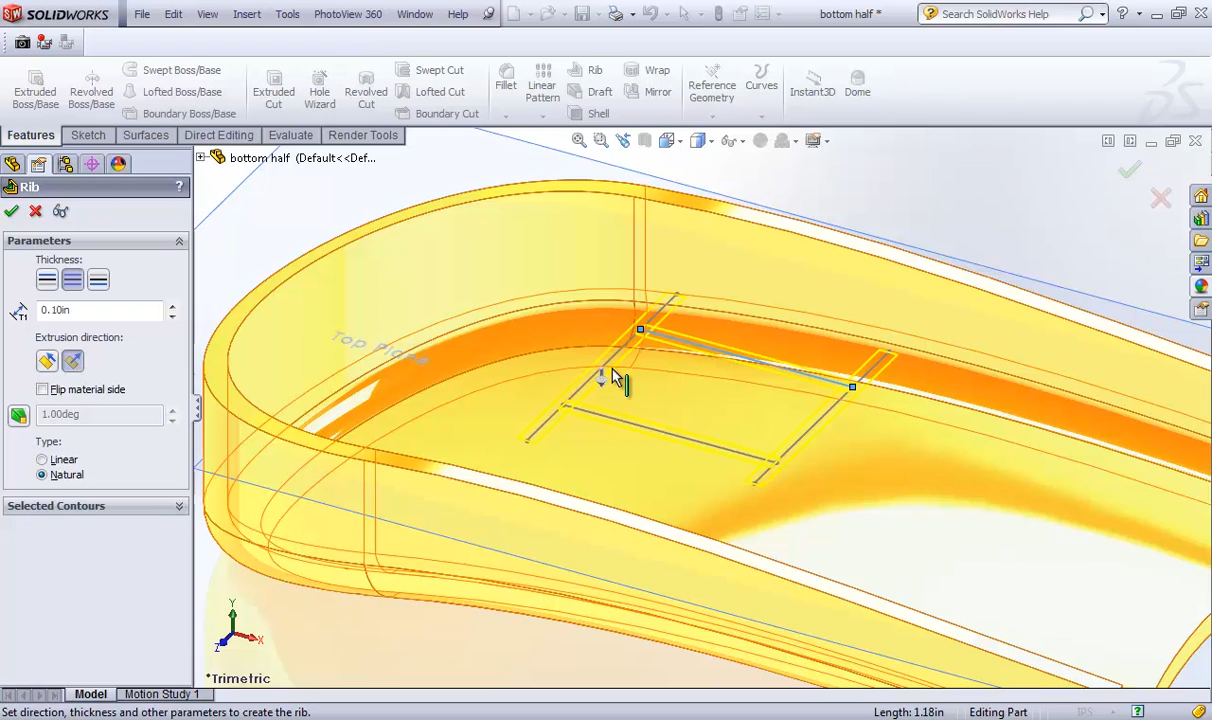 SOLIDWORKS File Edit View Insert Tools PhotoView 360 Window Help bottom half * Search SolidWorks Help
Extruded Boss/Base
Revolved Boss/Base
Swept Boss/Base
Lofted Boss/Base
Boundary Boss/Base
Extruded Cut
Hole Wizard
Revolved Cut
Swept Cut
Lofted Cut
Boundary Cut
Fillet
Linear Pattern
Rib
Draft
Shell
Wrap
Mirror
Reference Geometry
Curves
Instant3D
Dome
Features Sketch Surfaces Direct Editing Evaluate Render Tools
bottom half (Default<<Def...
Rib ?
Parameters
Thickness:
T1 0.10in
Extrusion direction:
Flip material side
1.00deg
Type:
Linear
Natural
Selected Contours
Top Plane
Y
X
Z
*Trimetric
Model Motion Study 1
Set direction, thickness and other parameters to create the rib. Length: 1.18in Editing Part IPS